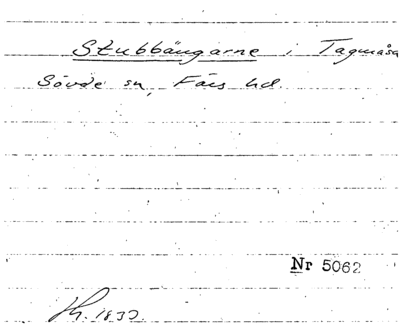 Stubbängarne i Tagmåsa
Sövde sn, Färs hd.
Nr 5062